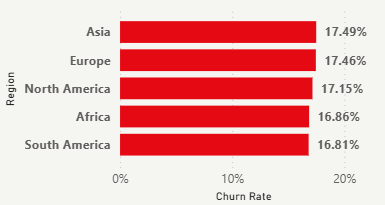 Region
Asia 17.49%
Europe 17.46%
North America 17.15%
Africa 16.86%
South America 16.81%
0% 10% 20%
Churn Rate